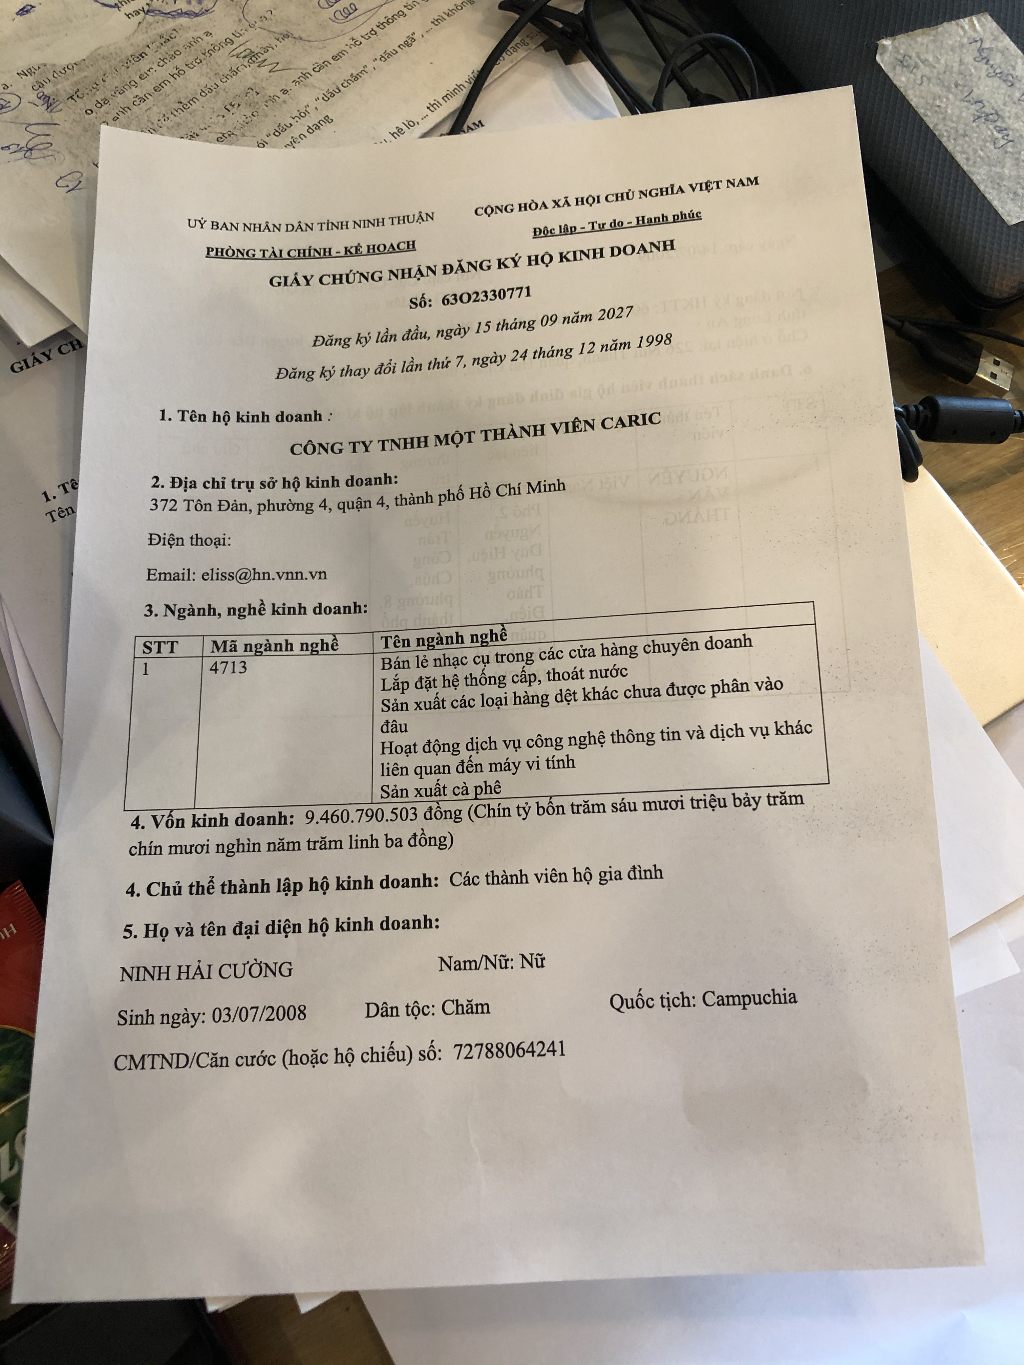 UỶ BAN NHÂN DÂN TỈNH NINH THUẬN
PHÒNG TÀI CHÍNH - KẾ HOẠCH
CỘNG HÒA XÃ HỘI CHỦ NGHĨA VIỆT NAM
Độc lập - Tự do - Hạnh phúc
GIẤY CHỨNG NHẬN ĐĂNG KÝ HỘ KINH DOANH
Số: 63O2330771
Đăng ký lần đầu, ngày 15 tháng 09 năm 2027
Đăng ký thay đổi lần thứ 7, ngày 24 tháng 12 năm 1998
1. Tên hộ kinh doanh :
CÔNG TY TNHH MỘT THÀNH VIÊN CARIC
2. Địa chỉ trụ sở hộ kinh doanh:
372 Tôn Đản, phường 4, quận 4, thành phố Hồ Chí Minh
Điện thoại:
Email: eliss@hn.vnn.vn
3. Ngành, nghề kinh doanh:
STT Mã ngành nghề Tên ngành nghề
1 4713 Bán lẻ nhạc cụ trong các cửa hàng chuyên doanh
Lắp đặt hệ thống cấp, thoát nước
Sản xuất các loại hàng dệt khác chưa được phân vào
đâu
Hoạt động dịch vụ công nghệ thông tin và dịch vụ khác
liên quan đến máy vi tính
Sản xuất cà phê
4. Vốn kinh doanh: 9.460.790.503 đồng (Chín tỷ bốn trăm sáu mươi triệu bảy trăm
chín mươi nghìn năm trăm linh ba đồng)
4. Chủ thể thành lập hộ kinh doanh: Các thành viên hộ gia đình
5. Họ và tên đại diện hộ kinh doanh:
NINH HẢI CƯỜNG Nam/Nữ: Nữ
Sinh ngày: 03/07/2008 Dân tộc: Chăm Quốc tịch: Campuchia
CMTND/Căn cước (hoặc hộ chiếu) số: 72788064241
GIẤY CH
1. Tê
Tên